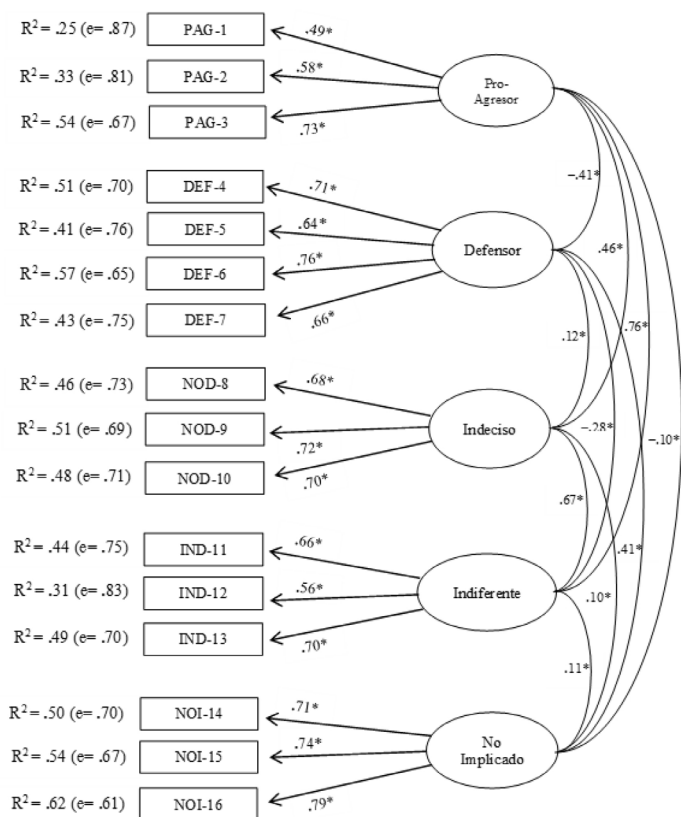 R² = .25 (e= .87) PAG-1 .49*
R² = .33 (e= .81) PAG-2 .58*
R² = .54 (e= .67) PAG-3 .73*
Pro-
Agresor
−.41*
R² = .51 (e= .70) DEF-4 .71*
R² = .41 (e= .76) DEF-5 .64*
R² = .57 (e= .65) DEF-6 .76*
R² = .43 (e= .75) DEF-7 .66*
Defensor
.46*
.12* .76*
R² = .46 (e= .73) NOD-8 .68*
R² = .51 (e= .69) NOD-9 .72*
R² = .48 (e= .71) NOD-10 .70*
Indeciso
−.28* −.10*
.67*
R² = .44 (e= .75) IND-11 .66*
R² = .31 (e= .83) IND-12 .56*
R² = .49 (e= .70) IND-13 .70*
Indiferente
.41*
.10*
.11*
R² = .50 (e= .70) NOI-14 .71*
R² = .54 (e= .67) NOI-15 .74*
R² = .62 (e= .61) NOI-16 .79*
No
Implicado